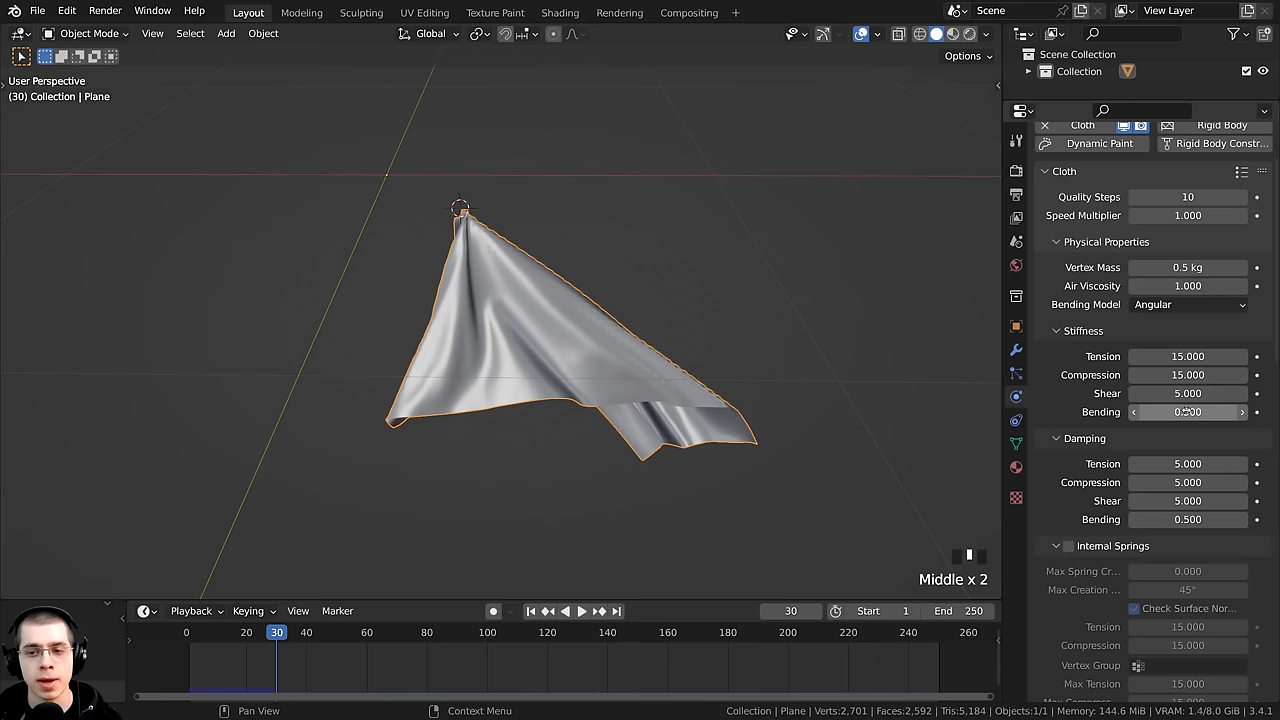 File Edit Render Window Help Layout Modeling Sculpting UV Editing Texture Paint Shading Rendering Compositing + Scene View Layer
Object Mode View Select Add Object Global
Options
User Perspective
(30) Collection | Plane
Scene Collection
Collection
Cloth Rigid Body
Dynamic Paint Rigid Body Constr...
Cloth
Quality Steps 10
Speed Multiplier 1.000
Physical Properties
Vertex Mass 0.5 kg
Air Viscosity 1.000
Bending Model Angular
Stiffness
Tension 15.000
Compression 15.000
Shear 5.000
Bending
Damping
Tension 5.000
Compression 5.000
Shear 5.000
Bending 0.500
Internal Springs
Max Spring Cr... 0.000
Max Creation ... 45°
Check Surface Nor...
Tension 15.000
Compression 15.000
Vertex Group
Max Tension 15.000
Middle x 2
Playback Keying View Marker 30 Start 1 End 250
0 20 30 40 60 80 100 120 140 160 180 200 220 240 260
Pan View Context Menu Collection | Plane | Verts:2,701 | Faces:2,592 | Tris:5,184 | Objects:1/1 | Memory: 144.6 MiB | VRAM: 1.4/8.0 GiB | 3.4.1